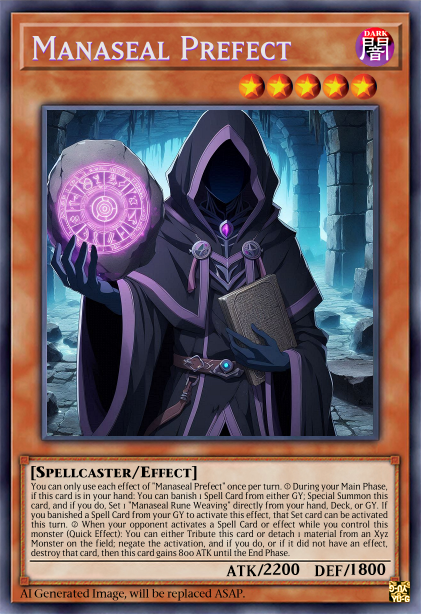 MANASEAL PREFECT
DARK
闇
[SPELLCASTER/EFFECT]
You can only use each effect of "Manaseal Prefect" once per turn. ① During your Main Phase,
if this card is in your hand: You can banish 1 Spell Card from either GY; Special Summon this
card, and if you do, Set 1 "Manaseal Rune Weaving" directly from your hand, Deck, or GY. If
you banished a Spell Card from your GY to activate this effect, that Set card can be activated
this turn. ② When your opponent activates a Spell Card or effect while you control this
monster (Quick Effect): You can either Tribute this card or detach 1 material from an Xyz
Monster on the field; negate the activation, and if you do, or if it did not have an effect,
destroy that card, then this card gains 800 ATK until the End Phase.
ATK/2200 DEF/1800
AI Generated Image, will be replaced ASAP.